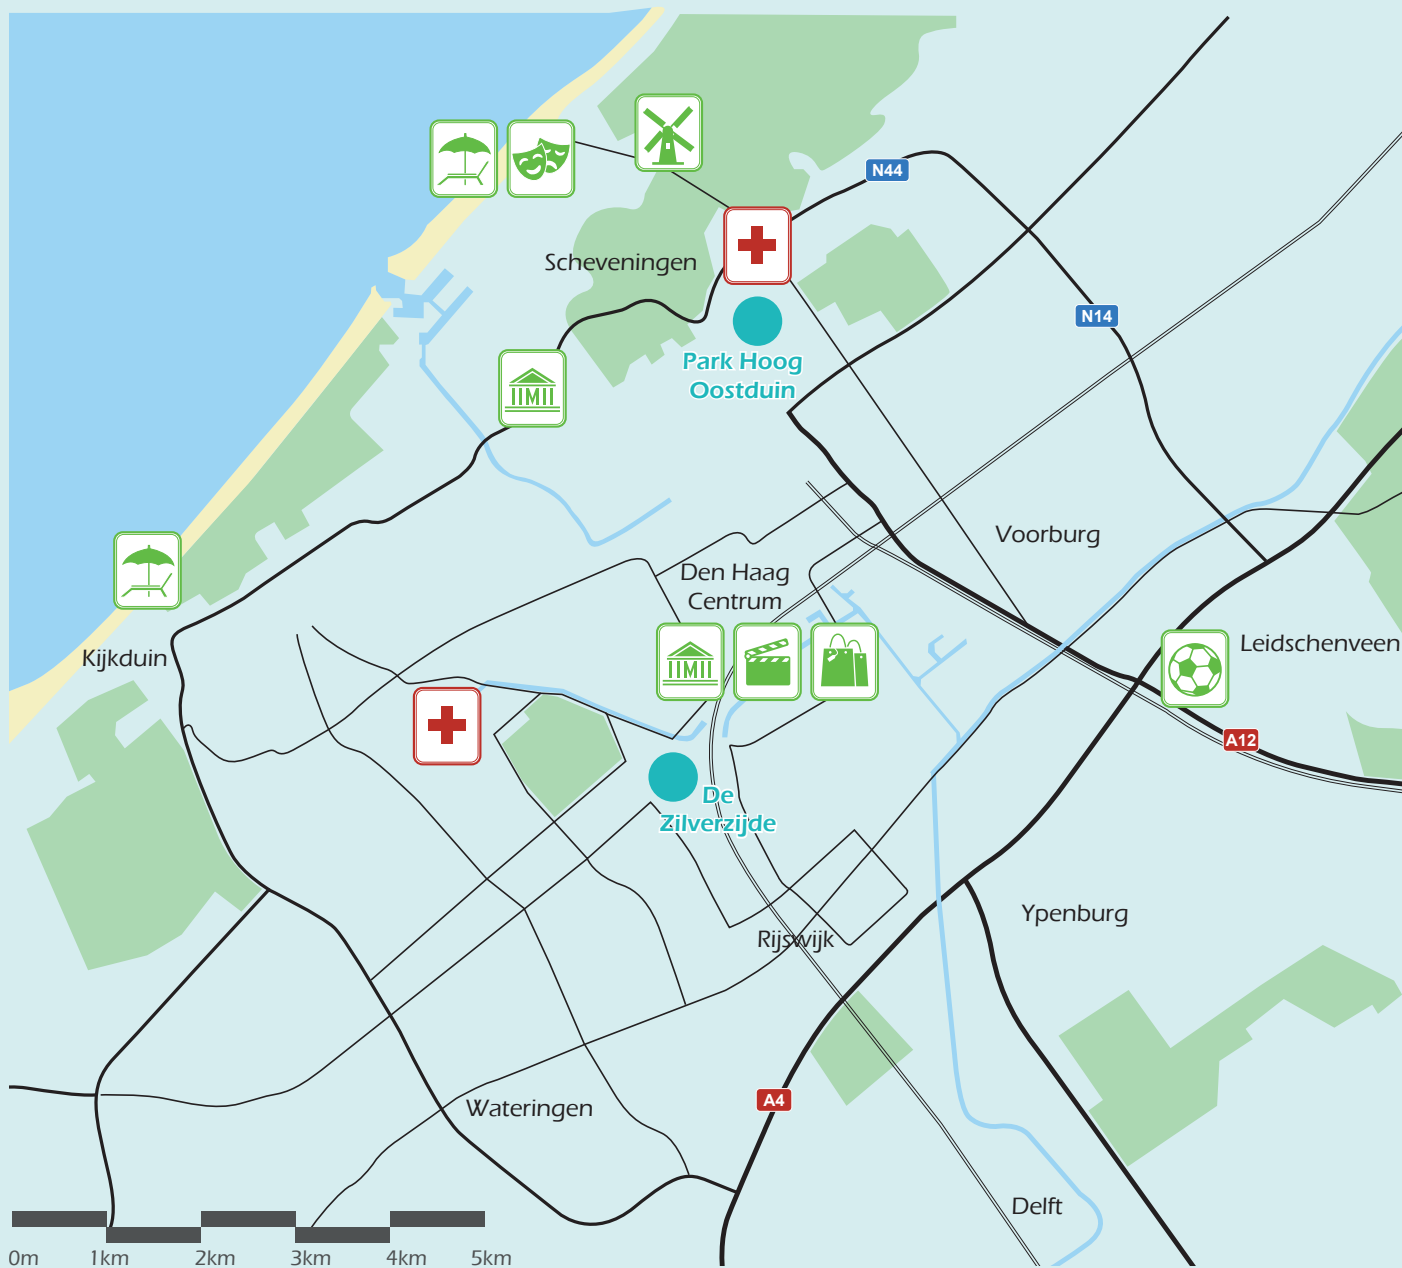 N44
Scheveningen
N14
Park Hoog
Oostduin
Voorburg
Den Haag
Centrum
Leidschenveen
Kijkduin
A12
De
Zilverzijde
Ypenburg
Rijswijk
A4
Wateringen
Delft
0m 1km 2km 3km 4km 5km